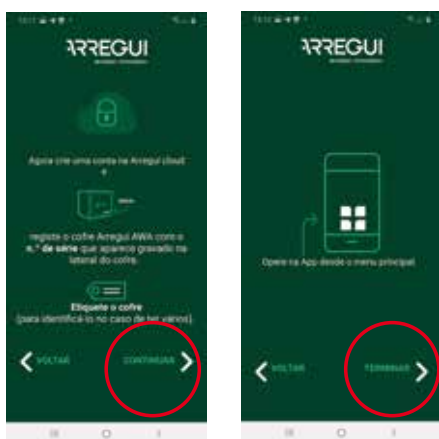 ARREGUI
Agora crie uma conta na Arregui cloud
e
registe o cofre Arregui AWA com o
n.º de série que aparece gravado na
lateral do cofre.
Etiquete o cofre
(para identificá-lo no caso de ter vários)
VOLTAR
CONTINUAR
ARREGUI
Opere na App desde o menu principal
VOLTAR
TERMINAR